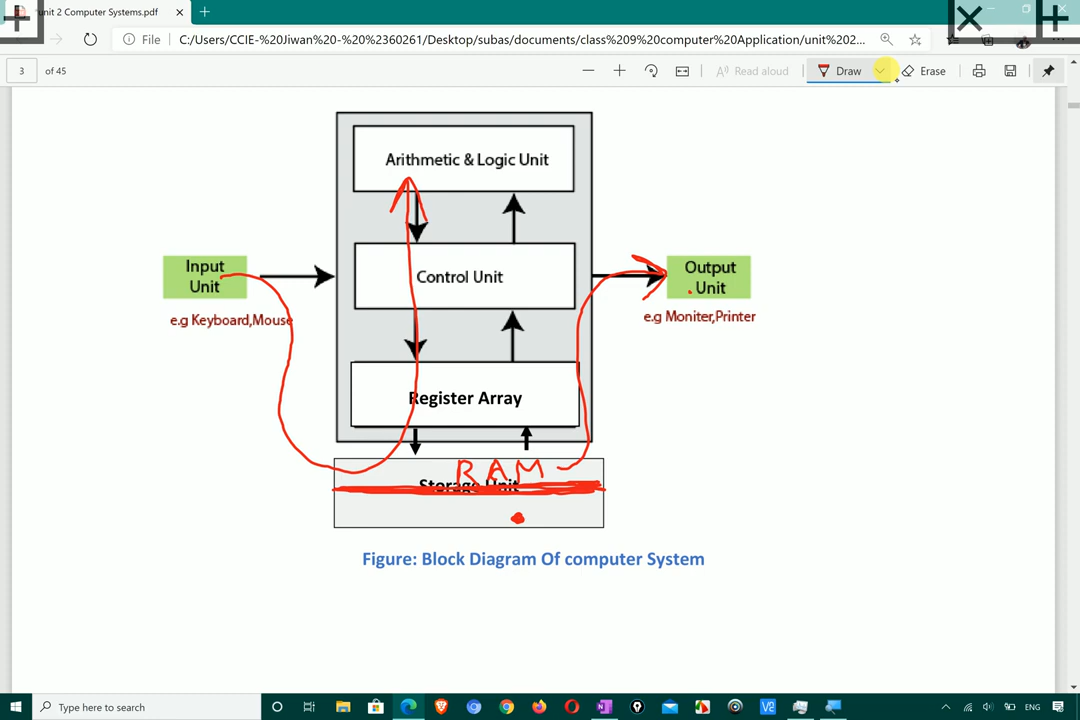 unit 2 Computer Systems.pdf
File
C:/Users/CCIE-%20Jiwan%20-%20%2360261/Desktop/subas/documents/class%209%20computer%20Application/unit%202...
3 of 45
Read aloud
Draw
Erase
Arithmetic & Logic Unit
Input
Unit
Control Unit
Output
Unit
e.g Keyboard,Mouse
e.g Moniter,Printer
Register Array
RAM
Storage Unit
Figure: Block Diagram Of computer System
Type here to search
ENG